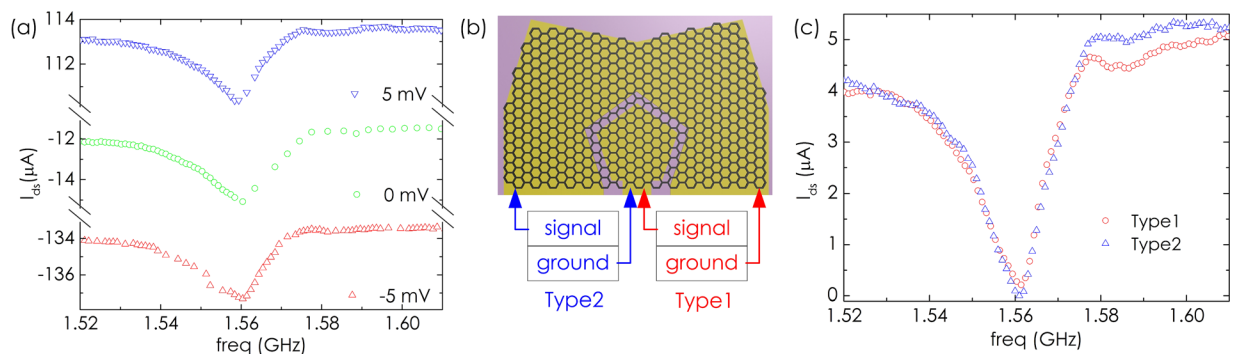 (a)
114
112
-12
-14
-134
-136
I_ds (μA)
5 mV
0 mV
-5 mV
1.52 1.54 1.56 1.58 1.60
freq (GHz)
(b)
signal
ground
Type2
signal
ground
Type1
(c)
5
4
3
2
1
0
I_ds (μA)
Type1
Type2
1.52 1.54 1.56 1.58 1.60
freq (GHz)